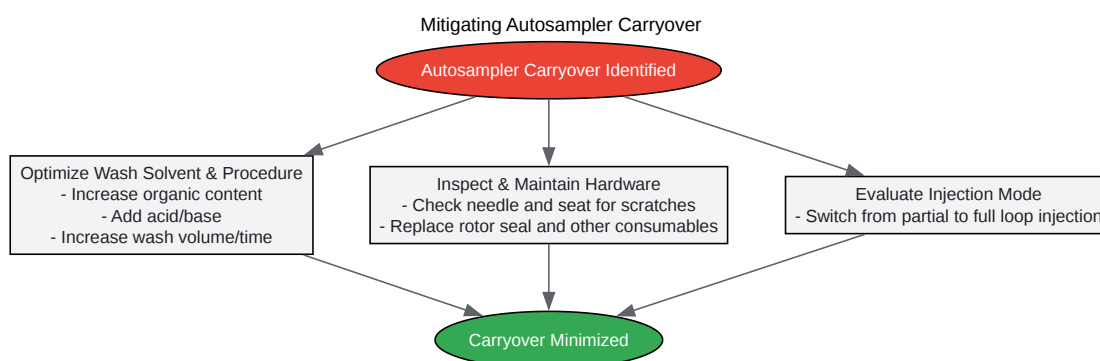 Mitigating Autosampler Carryover
Autosampler Carryover Identified
Optimize Wash Solvent & Procedure
- Increase organic content
- Add acid/base
- Increase wash volume/time
Inspect & Maintain Hardware
- Check needle and seat for scratches
- Replace rotor seal and other consumables
Evaluate Injection Mode
- Switch from partial to full loop injection
Carryover Minimized